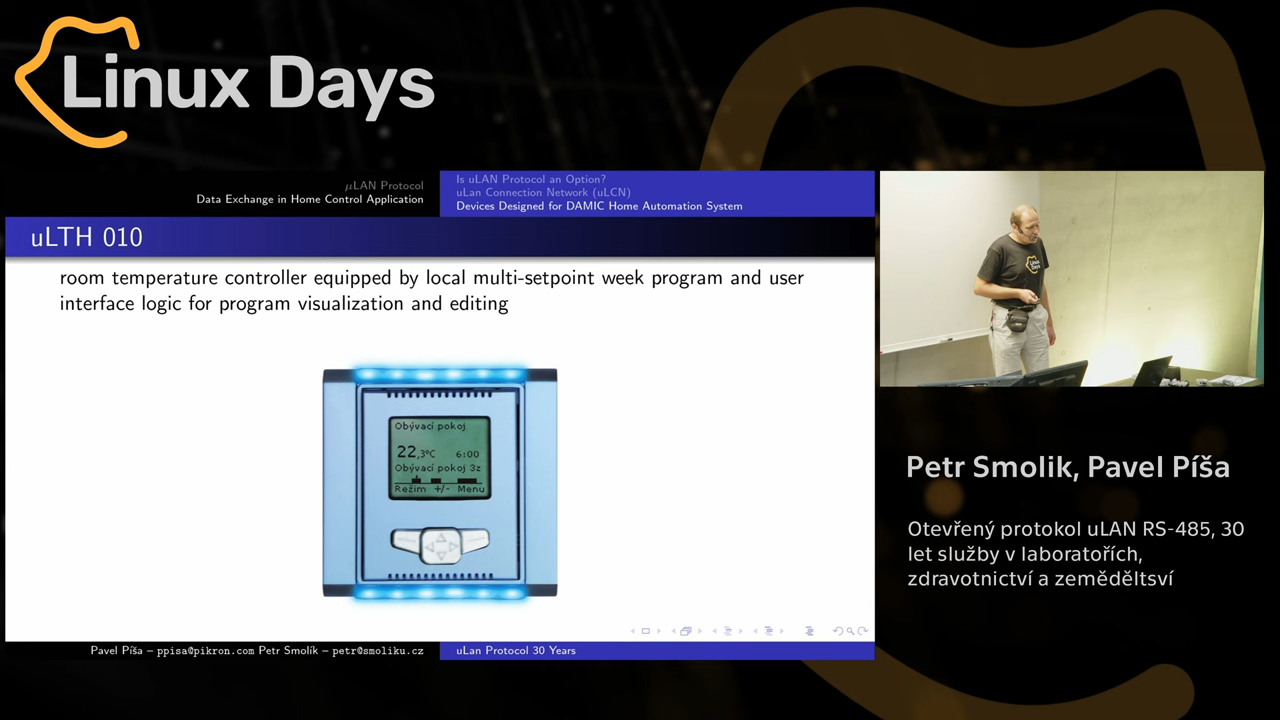 Linux Days
μLAN Protocol
Data Exchange in Home Control Application
Is uLAN Protocol an Option?
uLan Connection Network (uLCN)
Devices Designed for DAMIC Home Automation System
uLTH 010
room temperature controller equipped by local multi-setpoint week program and user
interface logic for program visualization and editing
Obývací pokoj
22,3°C 6:00
Obývací pokoj 3z
Režim +/- Menu
Pavel Píša – ppisa@pikron.com Petr Smolík – petr@smoliku.cz
uLan Protocol 30 Years
Linux
Days
Petr Smolik, Pavel Píša
Otevřený protokol uLAN RS-485, 30
let služby v laboratořích,
zdravotnictví a zeměděltsví